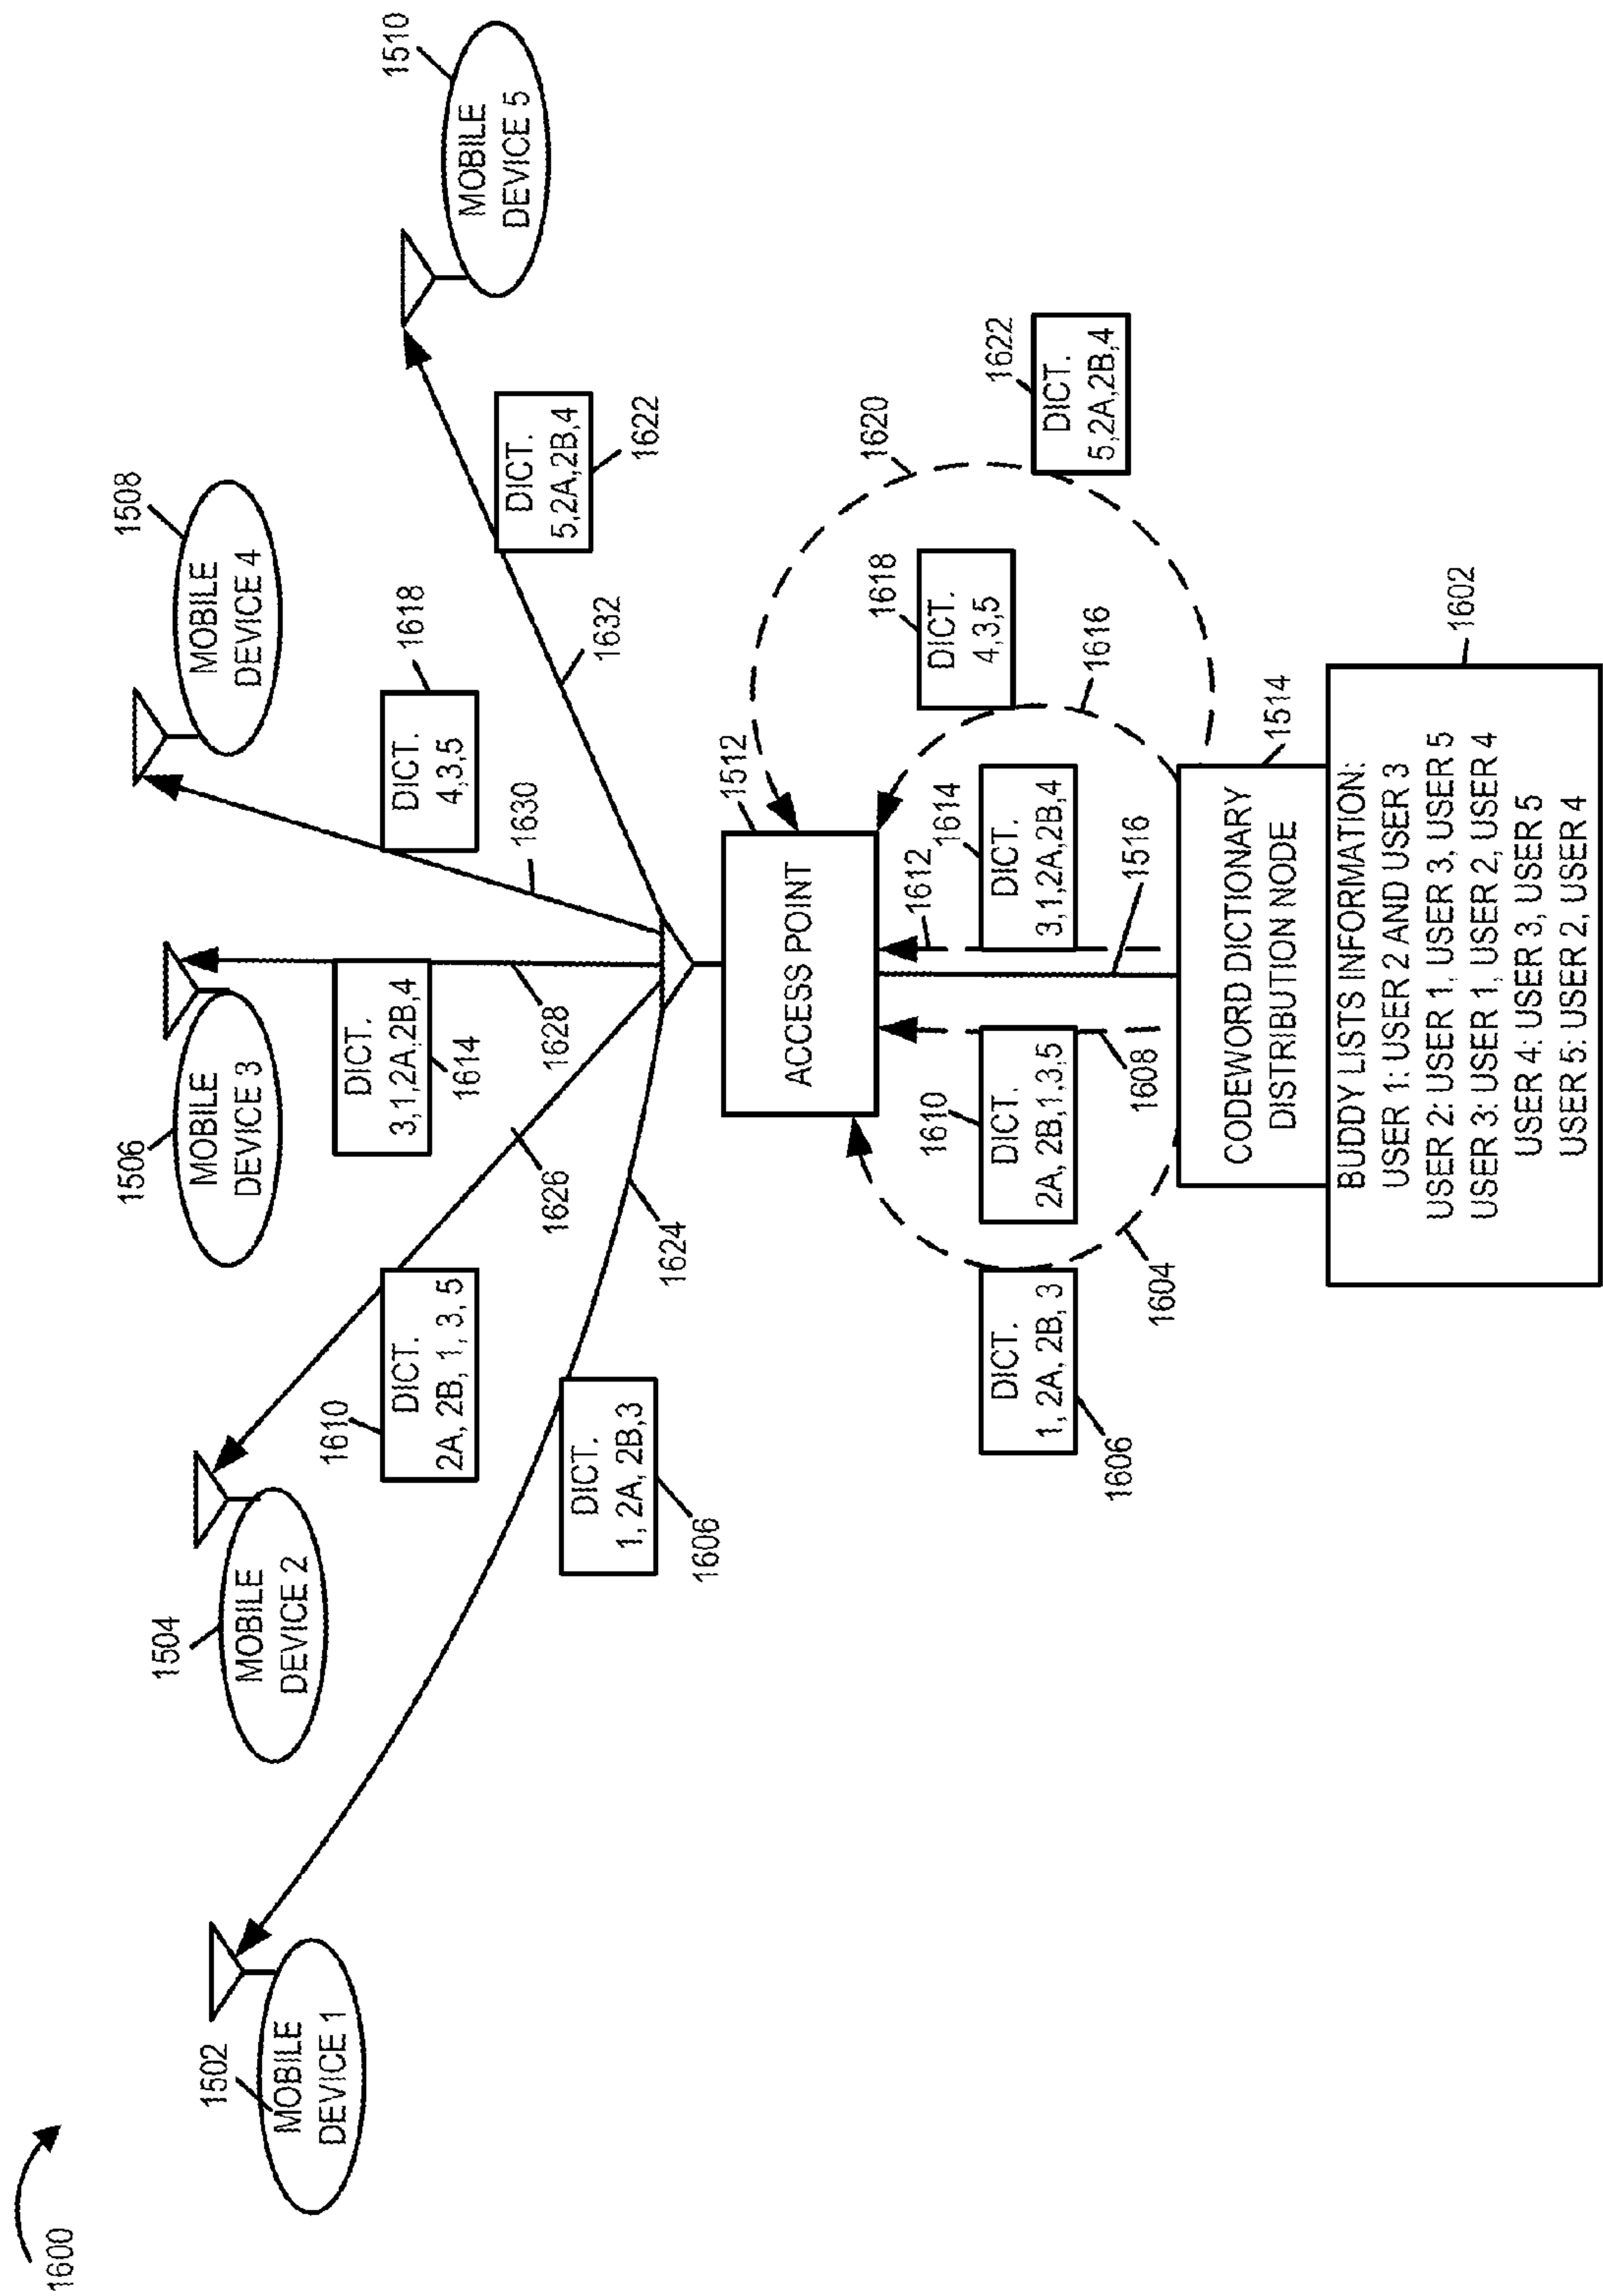 1600
1502
MOBILE
DEVICE 1
1504
MOBILE
DEVICE 2
1506
MOBILE
DEVICE 3
1508
MOBILE
DEVICE 4
1510
MOBILE
DEVICE 5
DICT.
1, 2A, 2B,3
1606
1610
DICT.
2A, 2B, 1, 3, 5
DICT.
3,1,2A,2B,4
1614
DICT.
4,3,5
1618
DICT.
5,2A,2B,4
1622
1624
1626
1628
1630
1632
1512
ACCESS POINT
DICT.
1, 2A, 2B, 3
1606
1604
1610
DICT.
2A, 2B,1,3,5
1608
1612
1614
DICT.
3,1,2A,2B,4
1516
1618
DICT.
4,3,5
1616
1620
1622
DICT.
5,2A,2B,4
1514
CODEWORD DICTIONARY
DISTRIBUTION NODE
1602
BUDDY LISTS INFORMATION:
USER 1: USER 2 AND USER 3
USER 2: USER 1, USER 3, USER 5
USER 3: USER 1, USER 2, USER 4
USER 4: USER 3, USER 5
USER 5: USER 2, USER 4